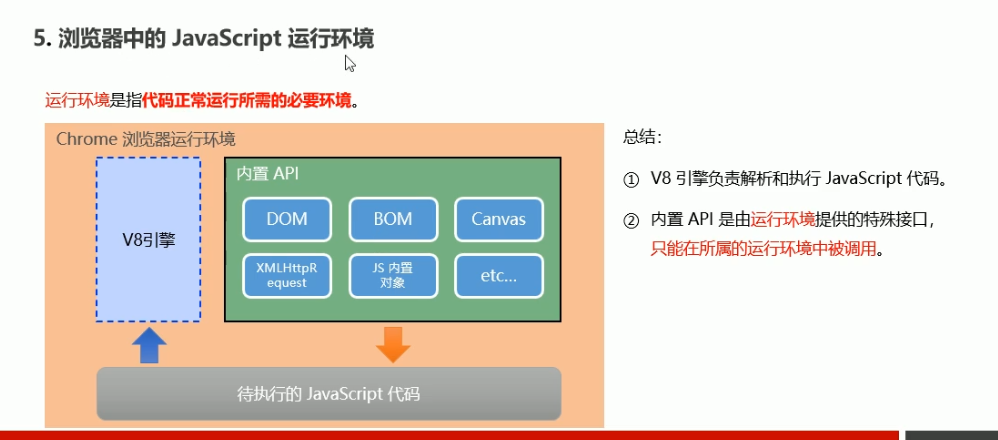 5. 浏览器中的 JavaScript 运行环境
运行环境是指代码正常运行所需的必要环境。
Chrome 浏览器运行环境
V8引擎
内置 API
DOM
BOM
Canvas
XMLHttpR
equest
JS 内置
对象
etc...
待执行的 JavaScript 代码
总结：
① V8 引擎负责解析和执行 JavaScript 代码。
② 内置 API 是由运行环境提供的特殊接口，
只能在所属的运行环境中被调用。